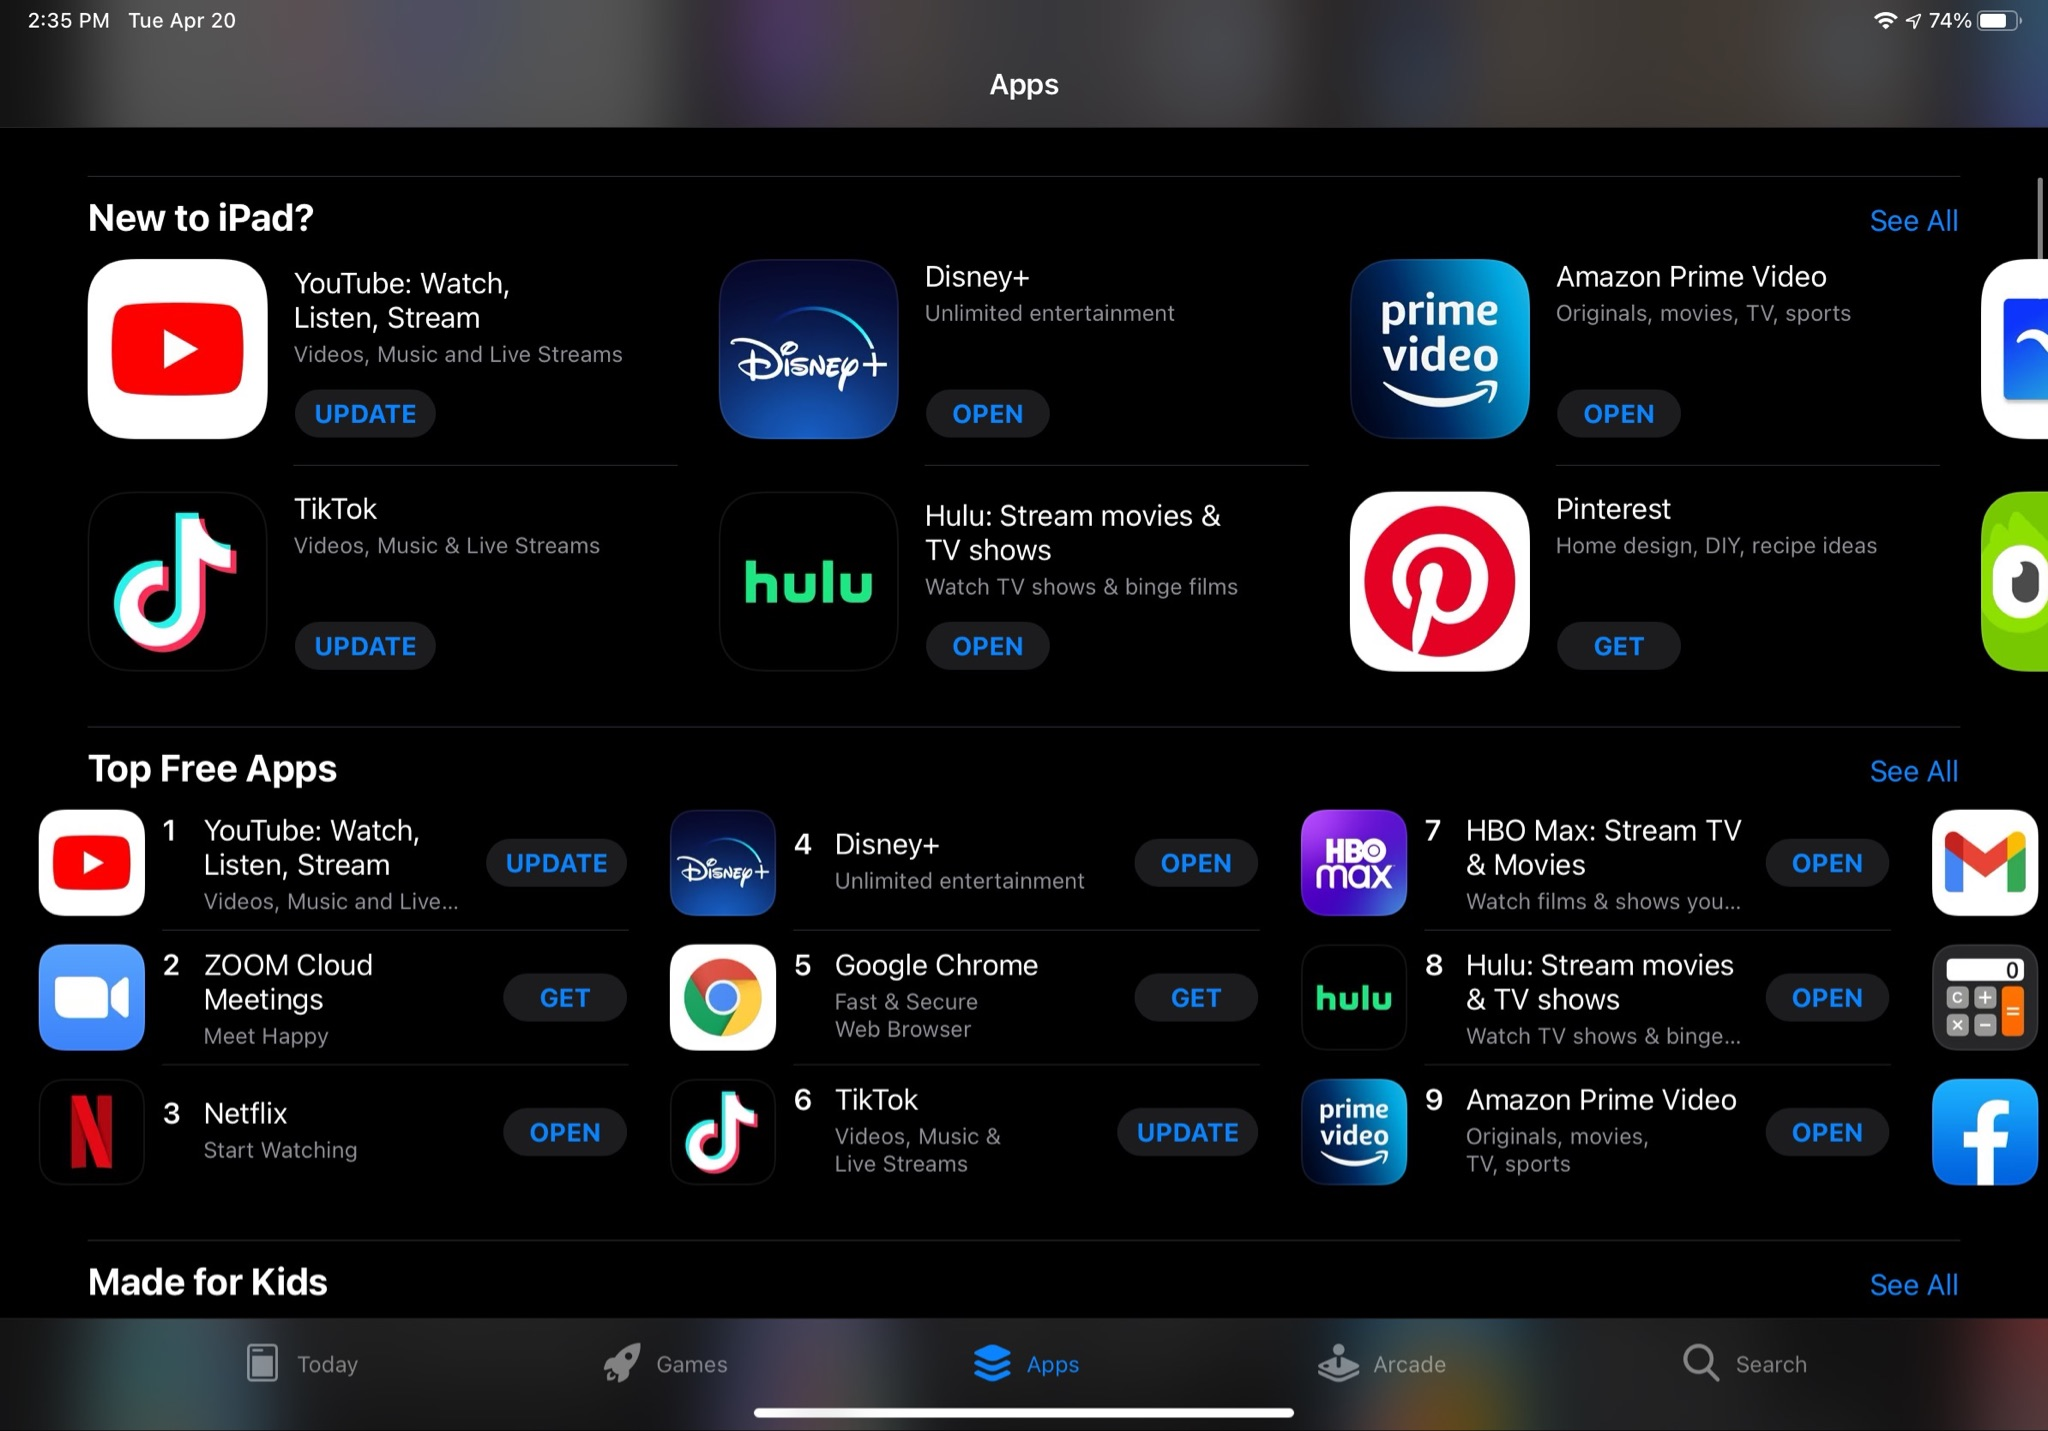 2:35 PM Tue Apr 20
74%
Apps
New to iPad?
See All
YouTube: Watch,
Listen, Stream
Videos, Music and Live Streams
UPDATE
Disney+
Disney+
Unlimited entertainment
OPEN
prime
video
Amazon Prime Video
Originals, movies, TV, sports
OPEN
TikTok
Videos, Music & Live Streams
UPDATE
hulu
Hulu: Stream movies &
TV shows
Watch TV shows & binge films
OPEN
Pinterest
Home design, DIY, recipe ideas
GET
Top Free Apps
See All
1
YouTube: Watch,
Listen, Stream
Videos, Music and Live...
UPDATE
Disney+
4
Disney+
Unlimited entertainment
OPEN
HBO
max
7
HBO Max: Stream TV
& Movies
Watch films & shows you...
OPEN
2
ZOOM Cloud
Meetings
Meet Happy
GET
5
Google Chrome
Fast & Secure
Web Browser
GET
hulu
8
Hulu: Stream movies
& TV shows
Watch TV shows & binge...
OPEN
0
C + =
× −
N
3
Netflix
Start Watching
OPEN
6
TikTok
Videos, Music &
Live Streams
UPDATE
prime
video
9
Amazon Prime Video
Originals, movies,
TV, sports
OPEN
f
Made for Kids
See All
Today
Games
Apps
Arcade
Search